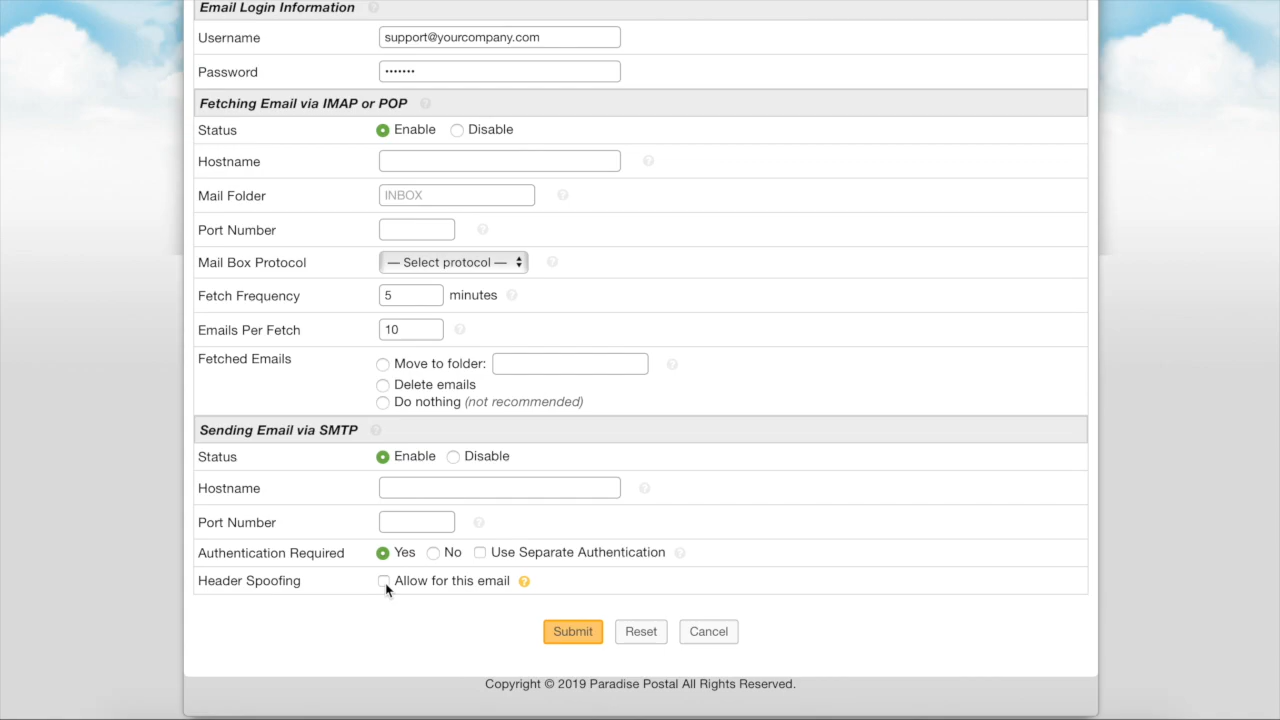 Email Login Information ?
Username support@yourcompany.com
Password •••••••
Fetching Email via IMAP or POP ?
Status Enable Disable
Hostname ?
Mail Folder INBOX ?
Port Number ?
Mail Box Protocol — Select protocol — ?
Fetch Frequency 5 minutes ?
Emails Per Fetch 10 ?
Fetched Emails Move to folder: ?
Delete emails
Do nothing (not recommended)
Sending Email via SMTP ?
Status Enable Disable
Hostname ?
Port Number ?
Authentication Required Yes No Use Separate Authentication ?
Header Spoofing Allow for this email ?
Submit Reset Cancel
Copyright © 2019 Paradise Postal All Rights Reserved.